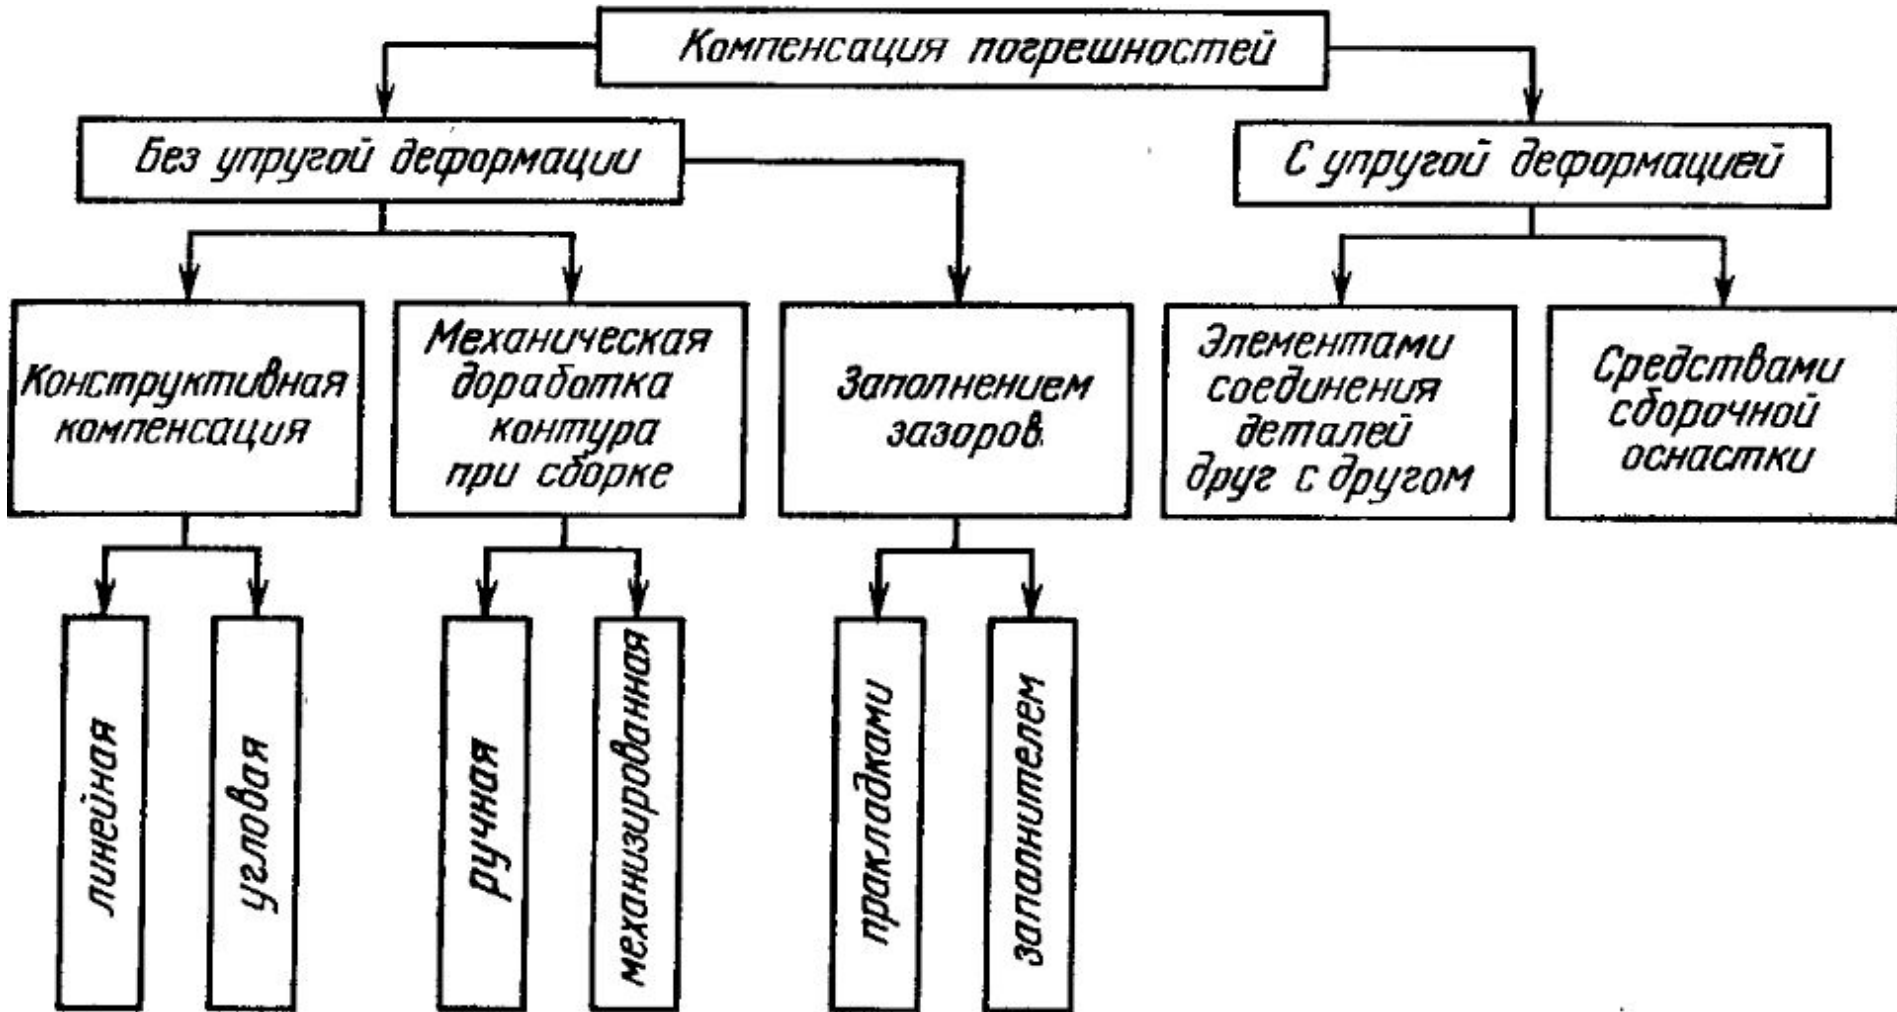 Компенсация погрешностей
Без упругой деформации
С упругой деформацией
Конструктивная
компенсация
Механическая
доработка
контура
при сборке
Заполнением
зазоров
Элементами
соединения
деталей
друг с другом
Средствами
сборочной
оснастки
линейная
угловая
ручная
механизированная
прокладками
заполнителем